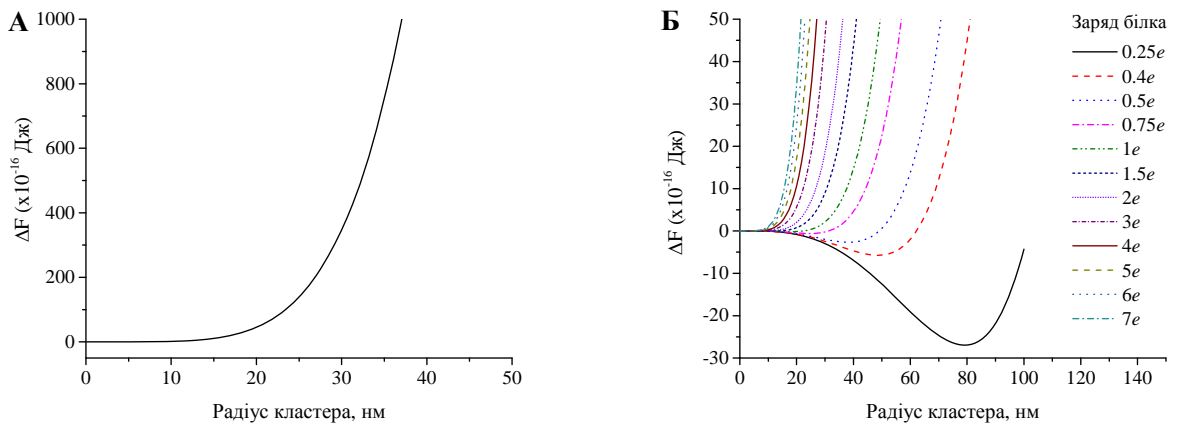 А
1000
800
600
400
200
0
ΔF (x10⁻¹⁶ Дж)
0 10 20 30 40 50
Радіус кластера, нм
Б
50
40
30
20
10
0
-10
-20
-30
ΔF (x10⁻¹⁶ Дж)
0 20 40 60 80 100 120 140
Радіус кластера, нм
Заряд білка
0.25e
0.4e
0.5e
0.75e
1e
1.5e
2e
3e
4e
5e
6e
7e